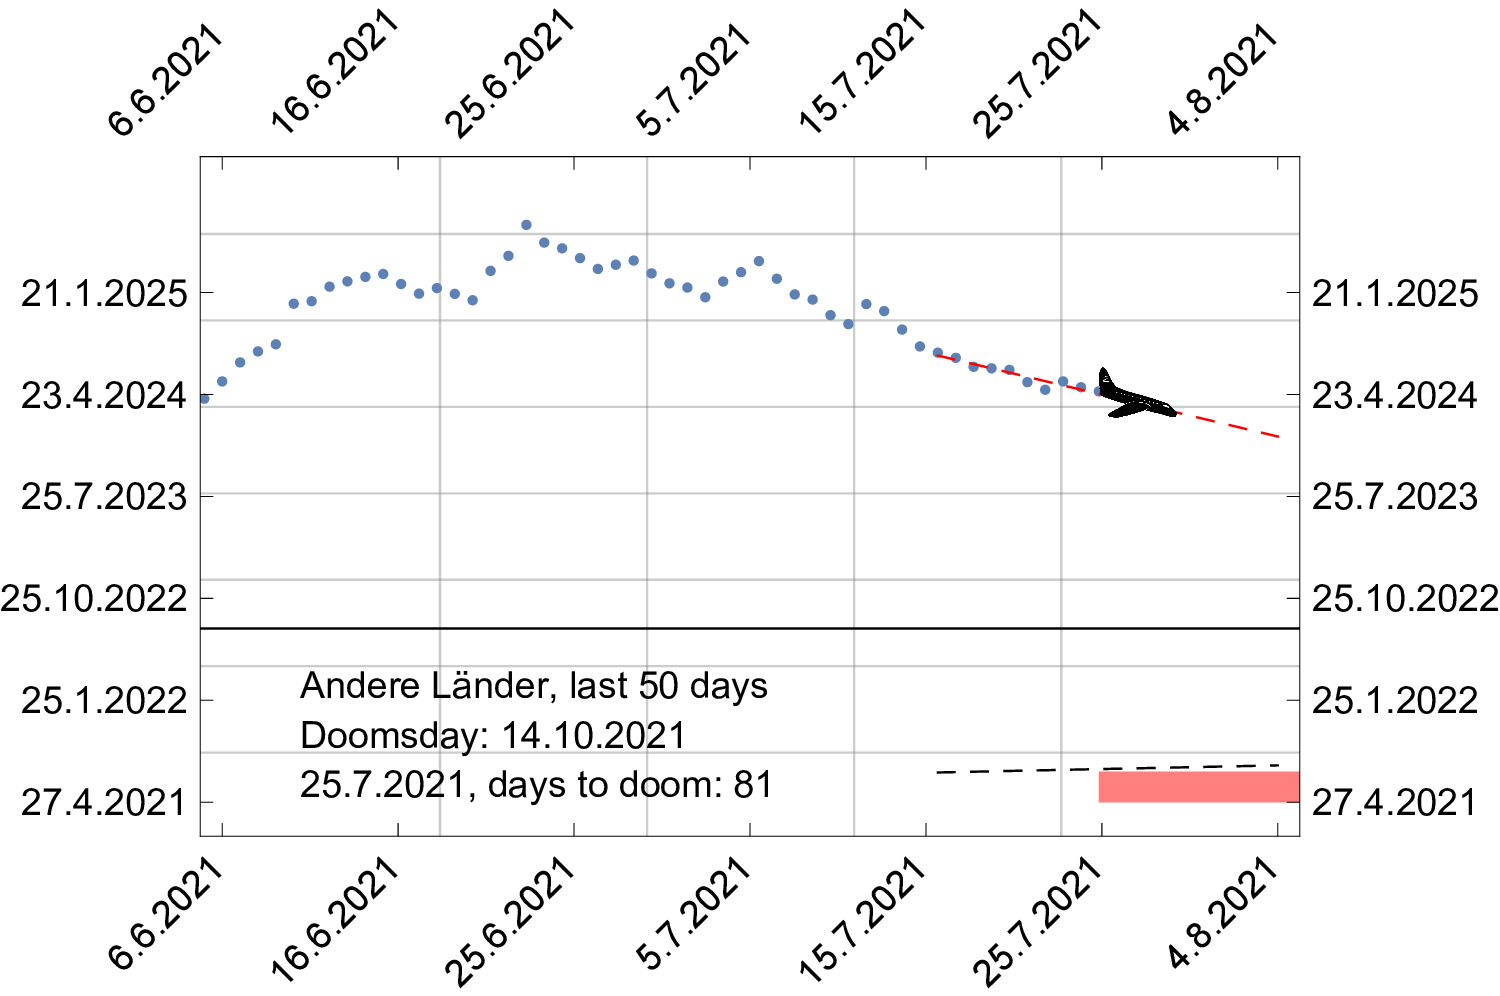 6.6.2021 16.6.2021 25.6.2021 5.7.2021 15.7.2021 25.7.2021 4.8.2021
21.1.2025 21.1.2025
23.4.2024 23.4.2024
25.7.2023 25.7.2023
25.10.2022 25.10.2022
Andere Länder, last 50 days
25.1.2022 25.1.2022
Doomsday: 14.10.2021
25.7.2021, days to doom: 81
27.4.2021 27.4.2021
6.6.2021 16.6.2021 25.6.2021 5.7.2021 15.7.2021 25.7.2021 4.8.2021